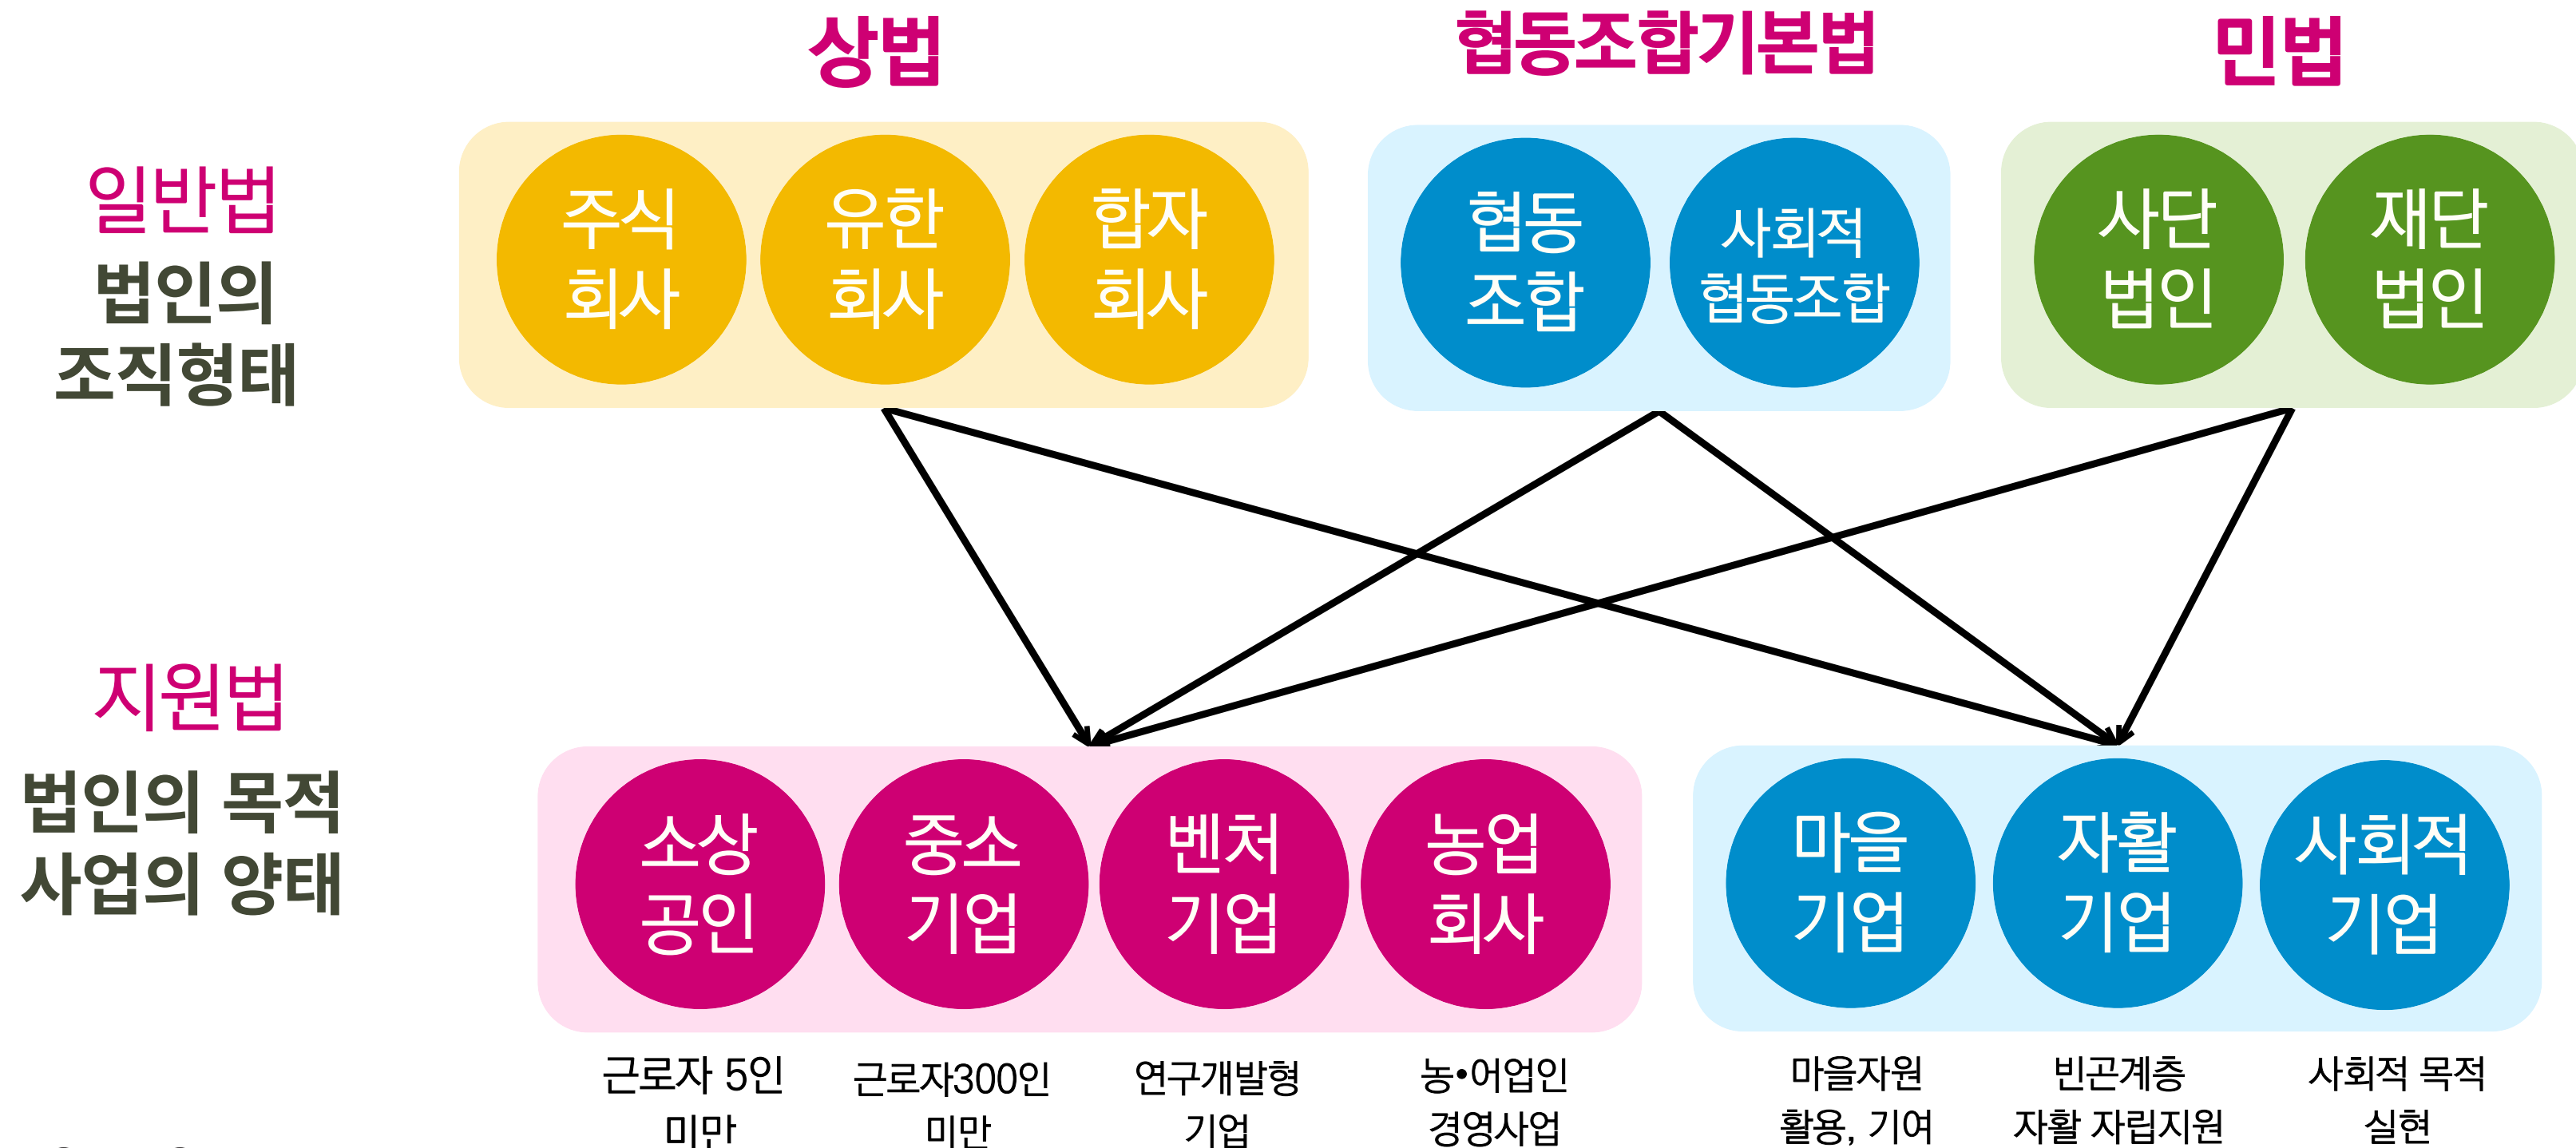 상법
협동조합기본법
민법
일반법
법인의
조직형태
주식
회사
유한
회사
합자
회사
협동
조합
사회적
협동조합
사단
법인
재단
법인
지원법
법인의 목적
사업의 양태
소상
공인
중소
기업
벤처
기업
농업
회사
마을
기업
자활
기업
사회적
기업
근로자 5인
미만
근로자300인
미만
연구개발형
기업
농•어업인
경영사업
마을자원
활용, 기여
빈곤계층
자활 자립지원
사회적 목적
실현